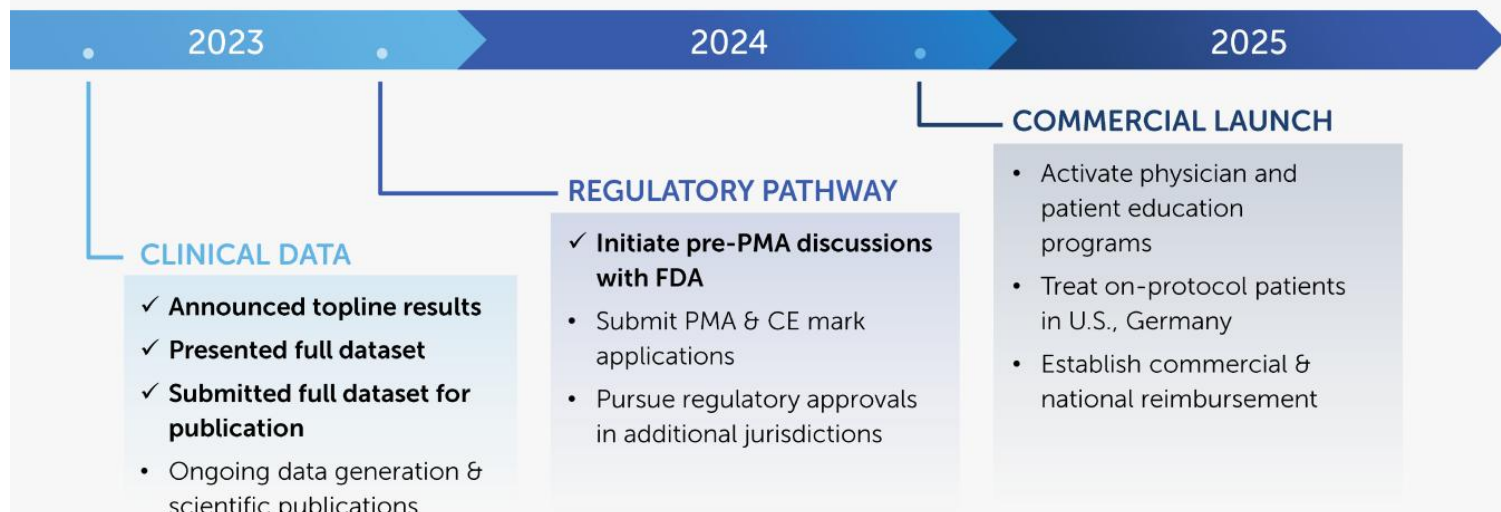 2023
2024
2025
CLINICAL DATA
✓ Announced topline results
✓ Presented full dataset
✓ Submitted full dataset for
publication
• Ongoing data generation &
scientific publications
REGULATORY PATHWAY
✓ Initiate pre-PMA discussions
with FDA
• Submit PMA & CE mark
applications
• Pursue regulatory approvals
in additional jurisdictions
COMMERCIAL LAUNCH
• Activate physician and
patient education
programs
• Treat on-protocol patients
in U.S., Germany
• Establish commercial &
national reimbursement